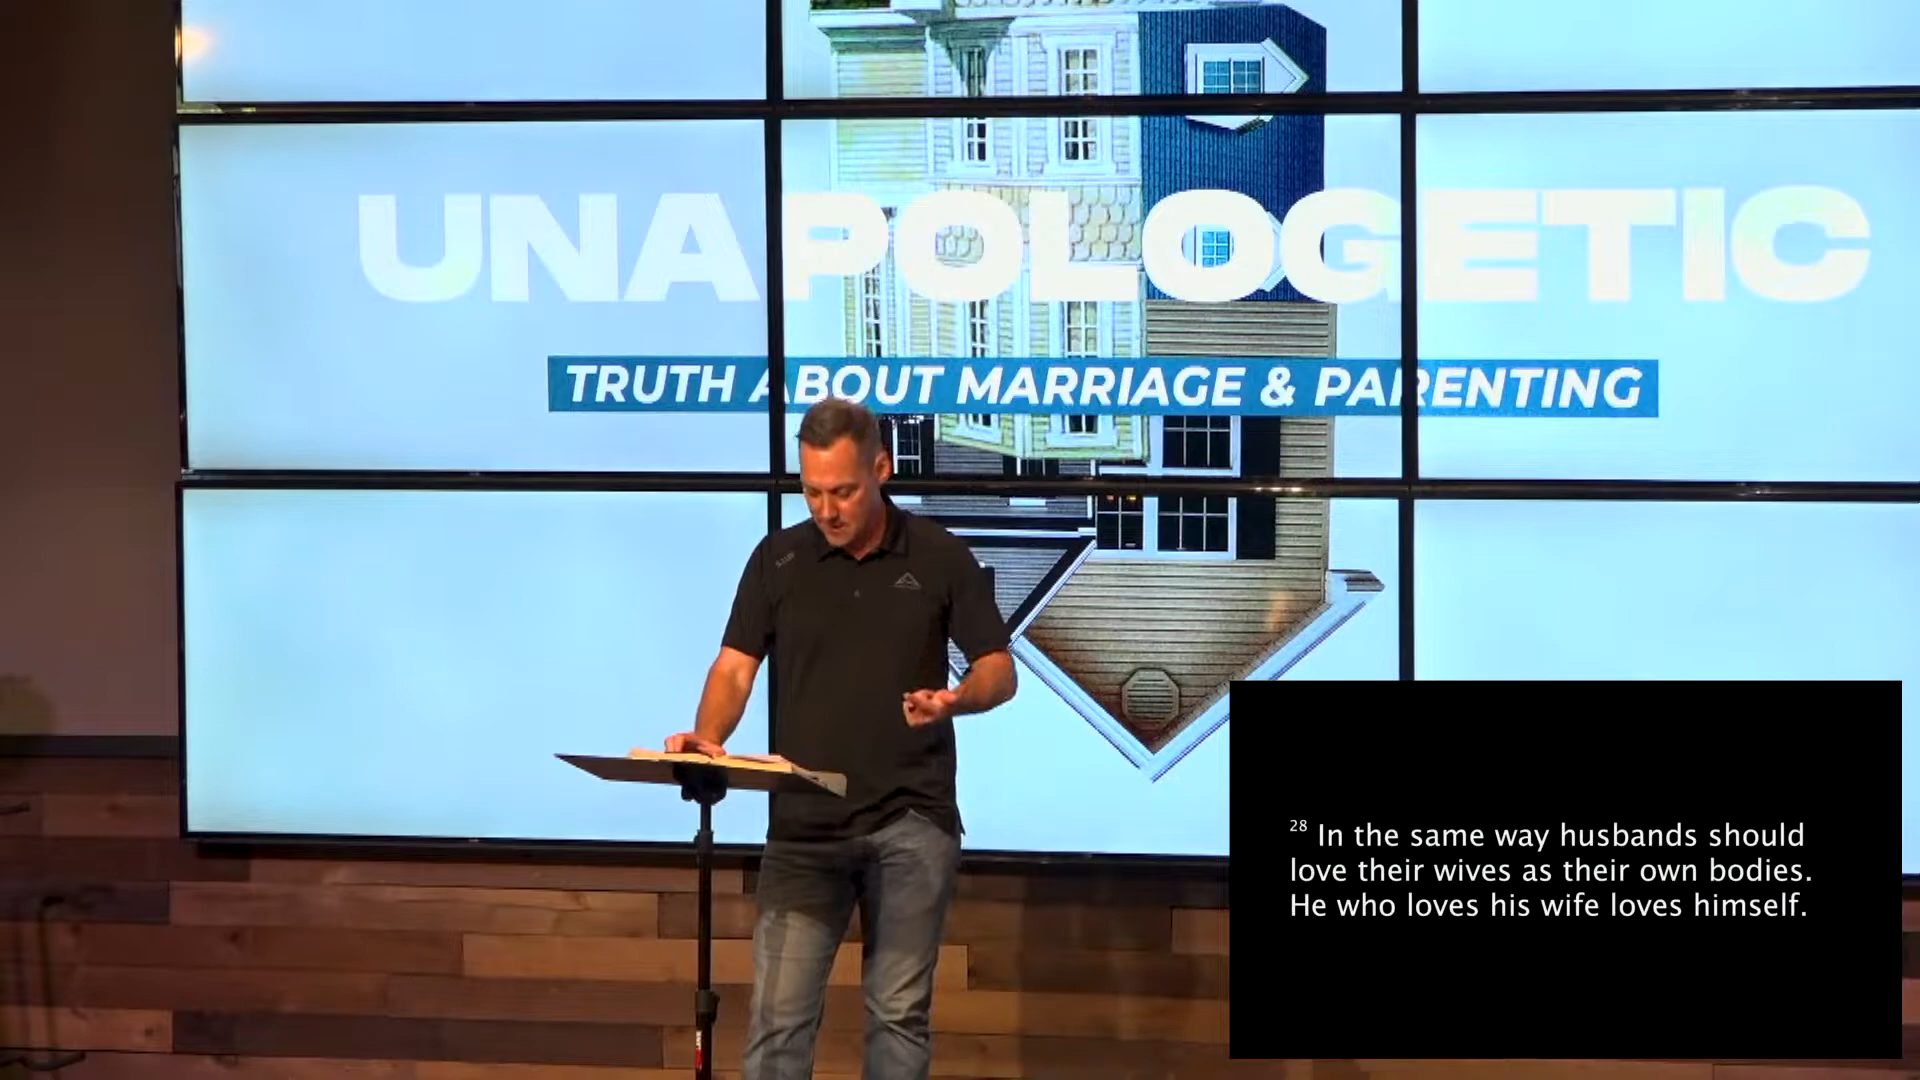 UNAPOLOGETIC
TRUTH ABOUT MARRIAGE & PARENTING
28 In the same way husbands should
love their wives as their own bodies.
He who loves his wife loves himself.